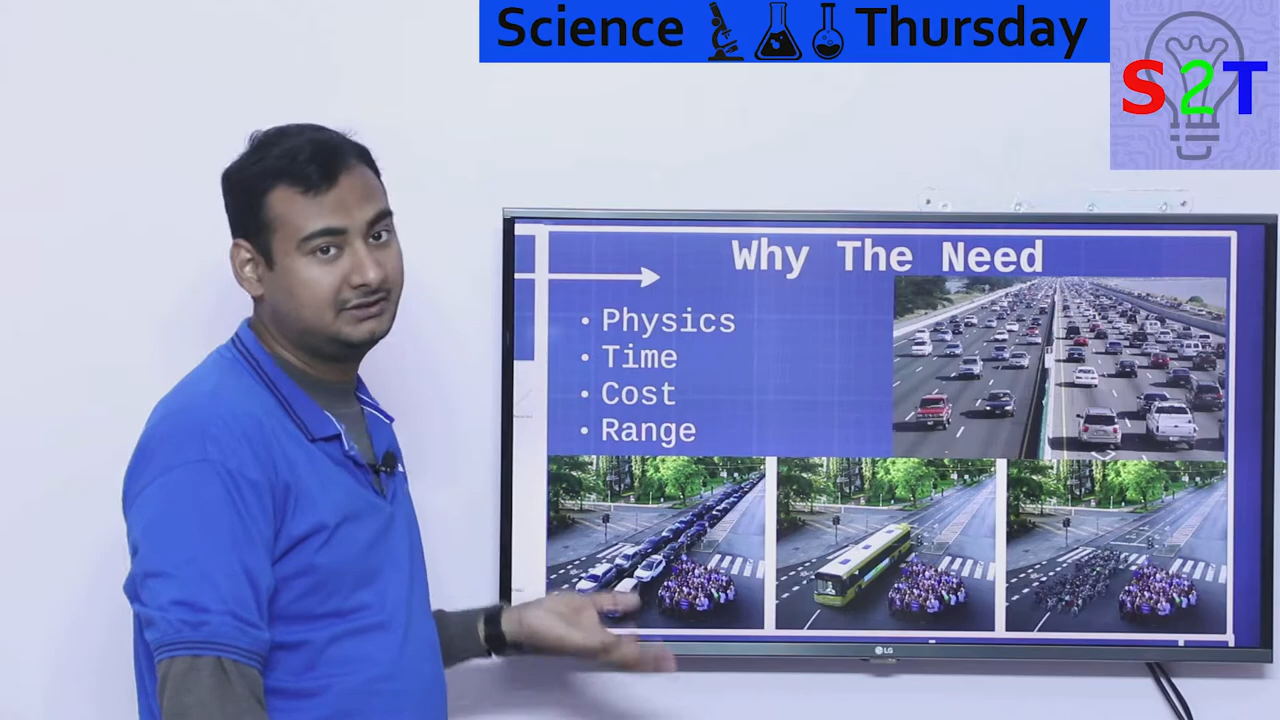 Science Thursday
S2T
Why The Need
• Physics
• Time
• Cost
• Range
LG